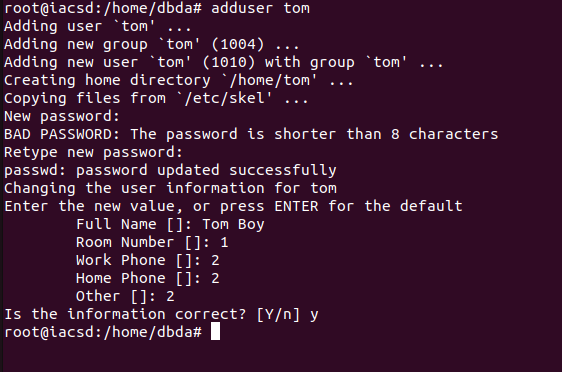 root@iacsd:/home/dbda# adduser tom
Adding user `tom' ...
Adding new group `tom' (1004) ...
Adding new user `tom' (1010) with group `tom' ...
Creating home directory `/home/tom' ...
Copying files from `/etc/skel' ...
New password:
BAD PASSWORD: The password is shorter than 8 characters
Retype new password:
passwd: password updated successfully
Changing the user information for tom
Enter the new value, or press ENTER for the default
        Full Name []: Tom Boy
        Room Number []: 1
        Work Phone []: 2
        Home Phone []: 2
        Other []: 2
Is the information correct? [Y/n] y
root@iacsd:/home/dbda#